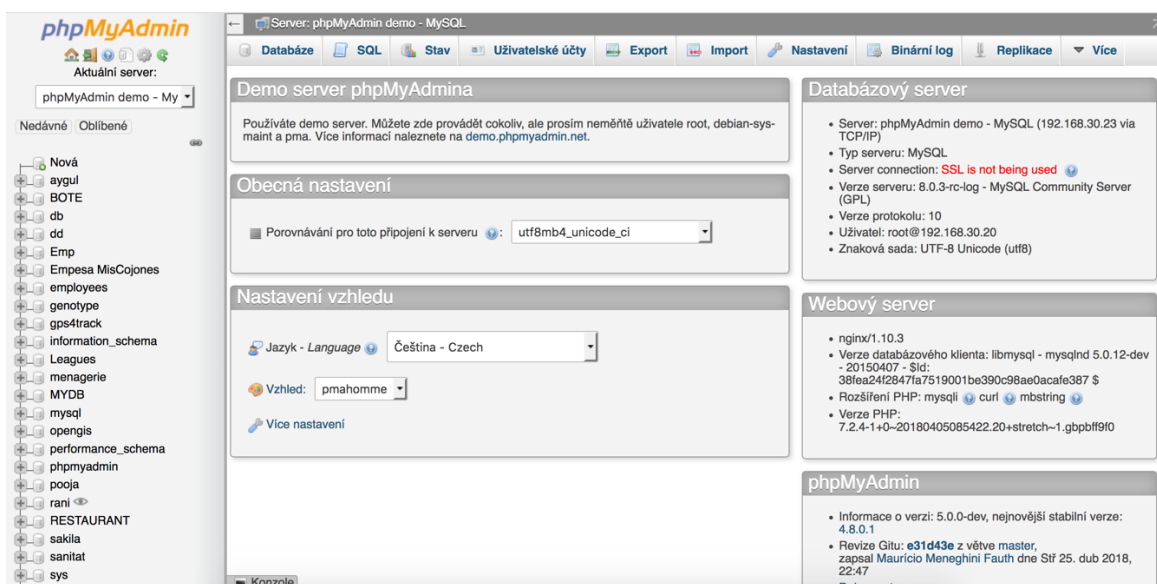 phpMyAdmin
Aktuální server:
phpMyAdmin demo - My
Nedávné Oblíbené
Nová
aygul
BOTE
db
dd
Emp
Empesa MisCojones
employees
genotype
gps4track
information_schema
Leagues
menagerie
MYDB
mysql
opengis
performance_schema
phpmyadmin
pooja
rani
RESTAURANT
sakila
sanitat
sys
Server: phpMyAdmin demo - MySQL
Databáze SQL Stav Uživatelské účty Export Import Nastavení Binární log Replikace Více
Demo server phpMyAdmina
Používáte demo server. Můžete zde provádět cokoliv, ale prosím neměňtě uživatele root, debian-sys-
maint a pma. Více informací naleznete na demo.phpmyadmin.net.
Obecná nastavení
Porovnávání pro toto připojení k serveru : utf8mb4_unicode_ci
Nastavení vzhledu
Jazyk - Language Čeština - Czech
Vzhled: pmahomme
Více nastavení
Konzole
Databázový server
• Server: phpMyAdmin demo - MySQL (192.168.30.23 via
TCP/IP)
• Typ serveru: MySQL
• Server connection: SSL is not being used
• Verze serveru: 8.0.3-rc-log - MySQL Community Server
(GPL)
• Verze protokolu: 10
• Uživatel: root@192.168.30.20
• Znaková sada: UTF-8 Unicode (utf8)
Webový server
• nginx/1.10.3
• Verze databázového klienta: libmysql - mysqlnd 5.0.12-dev
- 20150407 - $Id:
38fea24f2847fa7519001be390c98ae0acafe387 $
• Rozšíření PHP: mysqli curl mbstring
• Verze PHP:
7.2.4-1+0~20180405085422.20+stretch~1.gbpbff9f0
phpMyAdmin
• Informace o verzi: 5.0.0-dev, nejnovější stabilní verze:
4.8.0.1
• Revize Gitu: e31d43e z větve master,
zapsal Maurício Meneghini Fauth dne Stř 25. dub 2018,
22:47